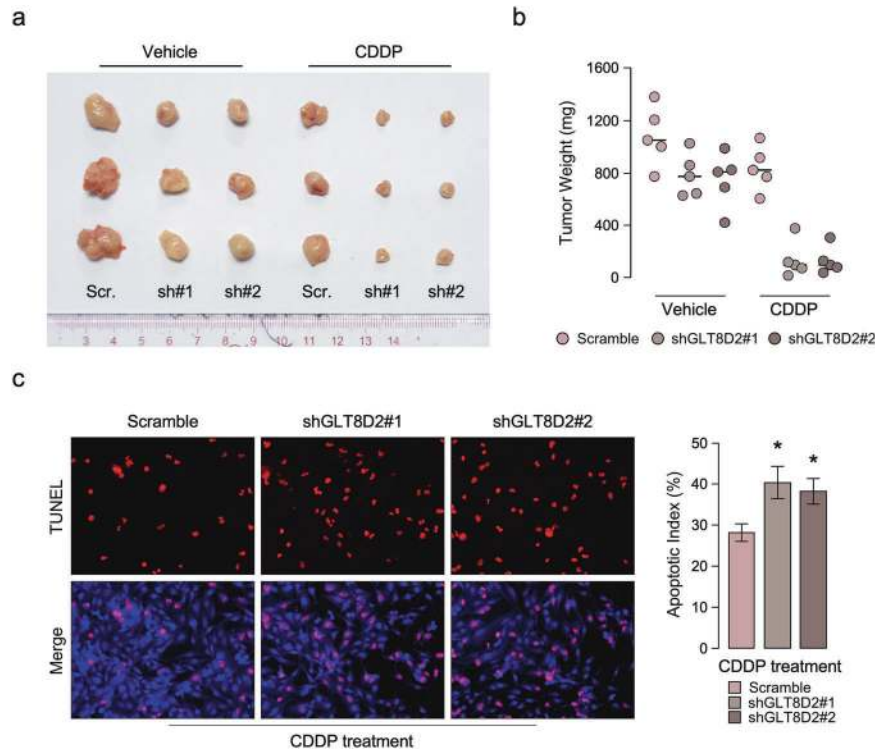 a
Vehicle CDDP
Scr. sh#1 sh#2 Scr. sh#1 sh#2
3 4 5 6 7 8 9 10 11 12 13 14
b
Tumor Weight (mg)
1600
1200
800
400
0
Vehicle CDDP
Scramble shGLT8D2#1 shGLT8D2#2
c
Scramble shGLT8D2#1 shGLT8D2#2
TUNEL
Merge
CDDP treatment
Apoptotic Index (%)
50
40
30
20
10
0
* *
CDDP treatment
Scramble
shGLT8D2#1
shGLT8D2#2